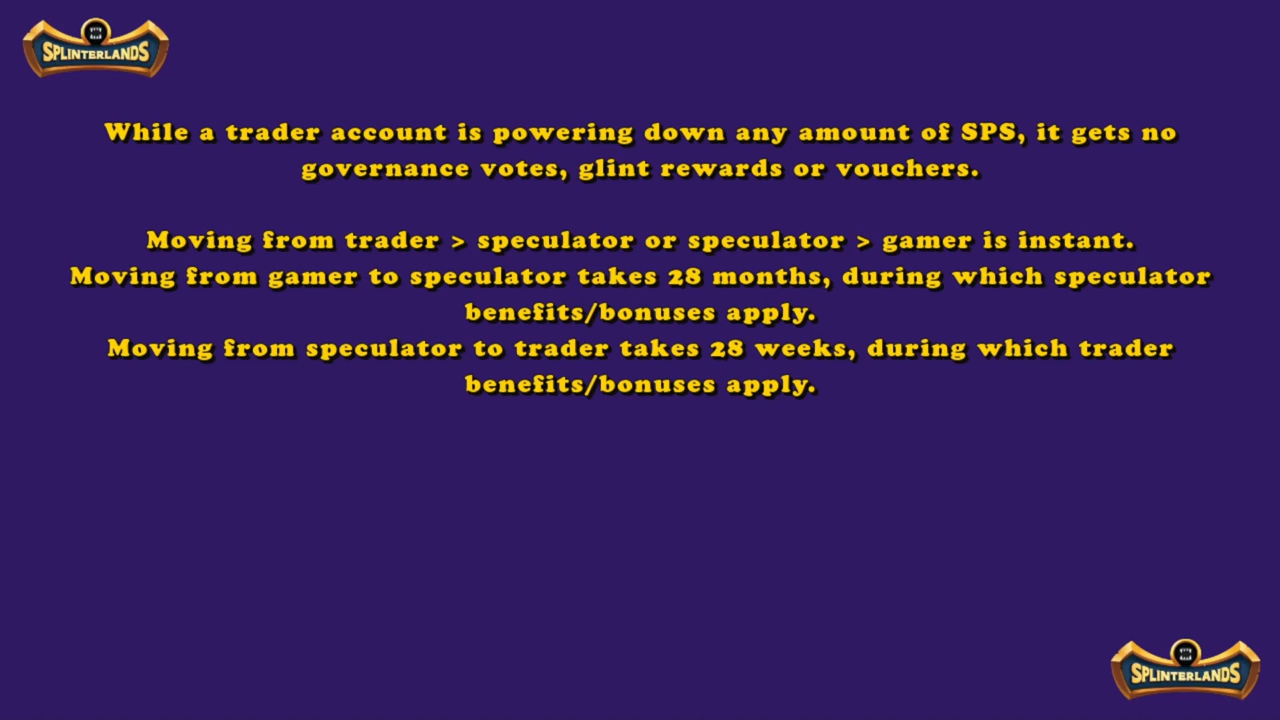 SPLINTERLANDS
While a trader account is powering down any amount of SPS, it gets no
governance votes, glint rewards or vouchers.
Moving from trader > speculator or speculator > gamer is instant.
Moving from gamer to speculator takes 28 months, during which speculator
benefits/bonuses apply.
Moving from speculator to trader takes 28 weeks, during which trader
benefits/bonuses apply.
SPLINTERLANDS